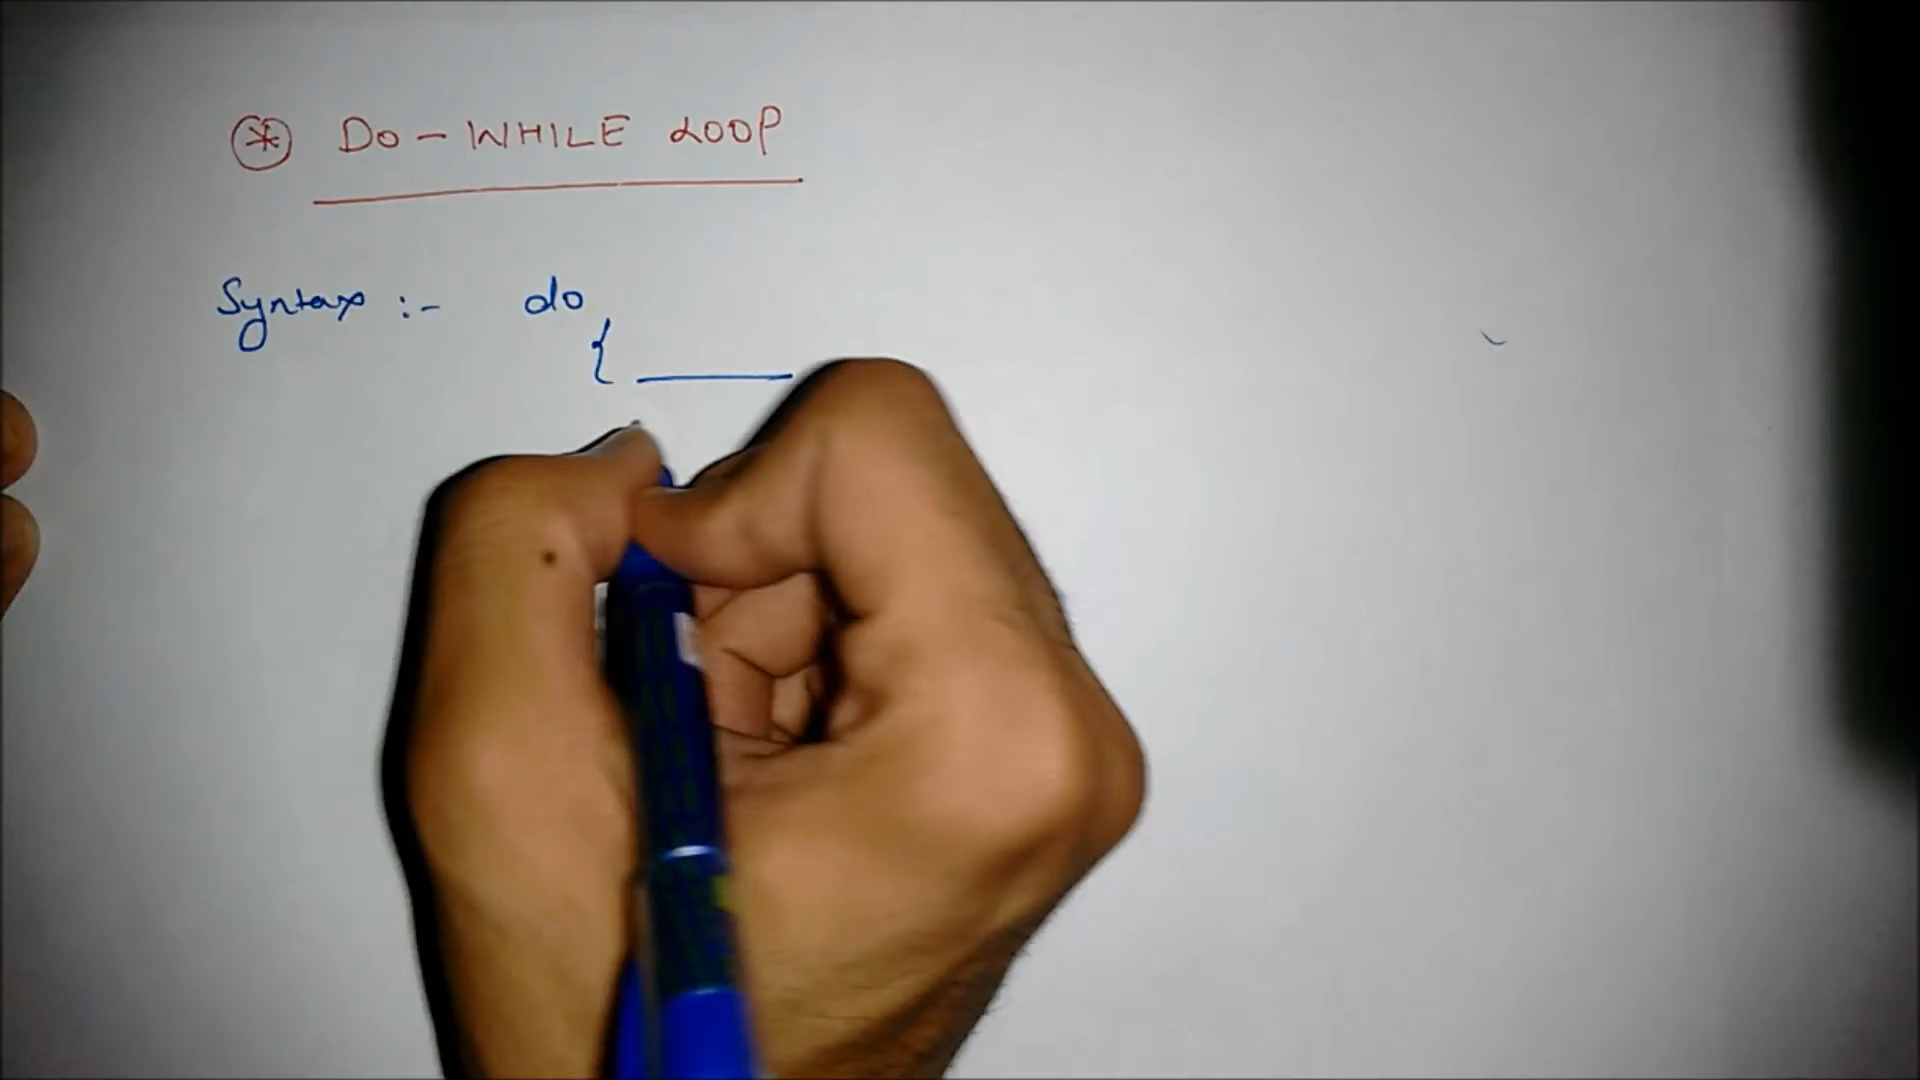 * DO - WHILE LOOP
Syntax :- do
{